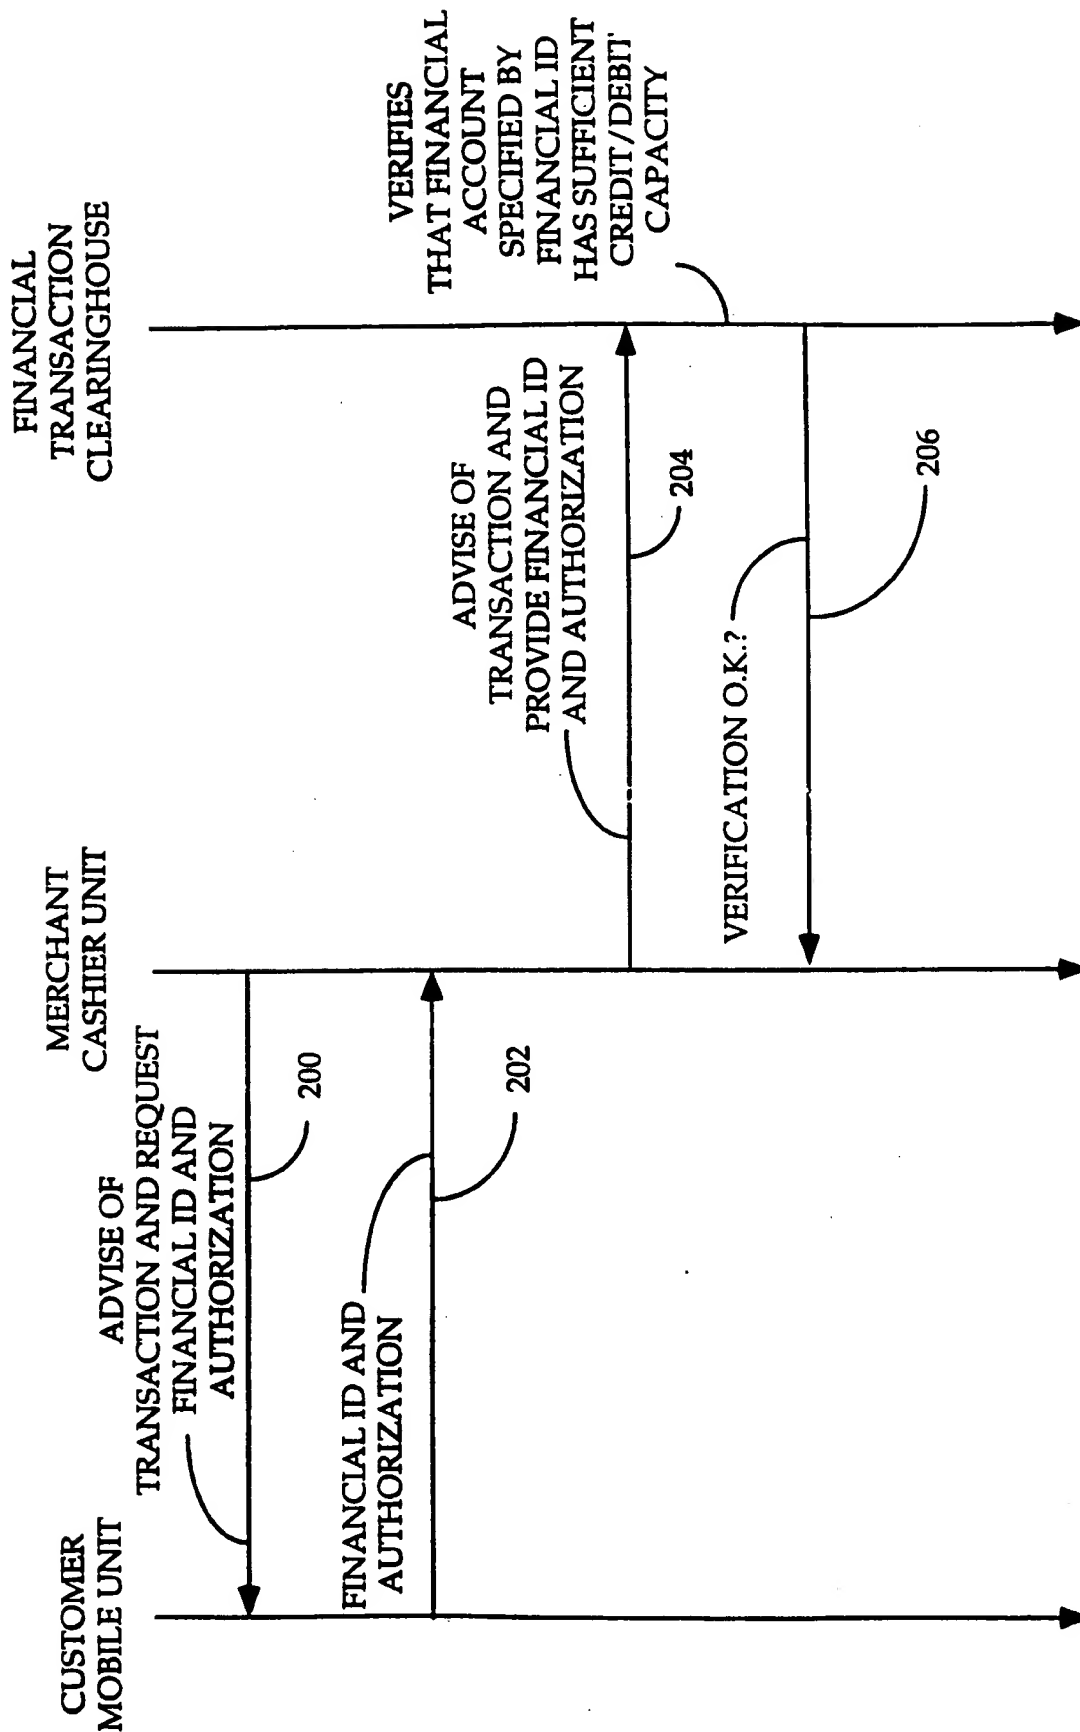 CUSTOMER
MOBILE UNIT
MERCHANT
CASHIER UNIT
FINANCIAL
TRANSACTION
CLEARINGHOUSE
ADVISE OF
TRANSACTION AND REQUEST
FINANCIAL ID AND
AUTHORIZATION
200
FINANCIAL ID AND
AUTHORIZATION
202
ADVISE OF
TRANSACTION AND
PROVIDE FINANCIAL ID
AND AUTHORIZATION
204
VERIFIES
THAT FINANCIAL
ACCOUNT
SPECIFIED BY
FINANCIAL ID
HAS SUFFICIENT
CREDIT/DEBIT
CAPACITY
VERIFICATION O.K.?
206